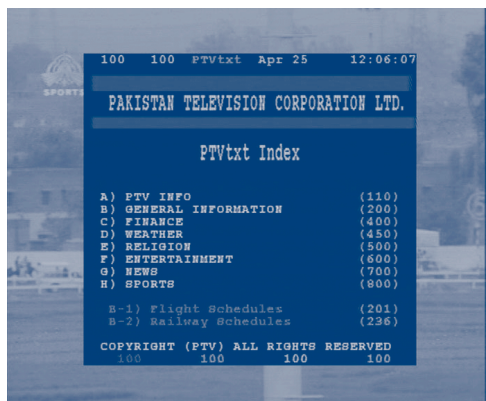 100 100 PTVtxt Apr 25 12:06:07
SPORTS
PAKISTAN TELEVISION CORPORATION LTD.
PTVtxt Index
A) PTV INFO (110)
B) GENERAL INFORMATION (200)
C) FINANCE (400)
D) WEATHER (450)
E) RELIGION (500)
F) ENTERTAINMENT (600)
G) NEWS (700)
H) SPORTS (800)
B-1) Flight Schedules (201)
B-2) Railway Schedules (236)
COPYRIGHT (PTV) ALL RIGHTS RESERVED
100 100 100 100